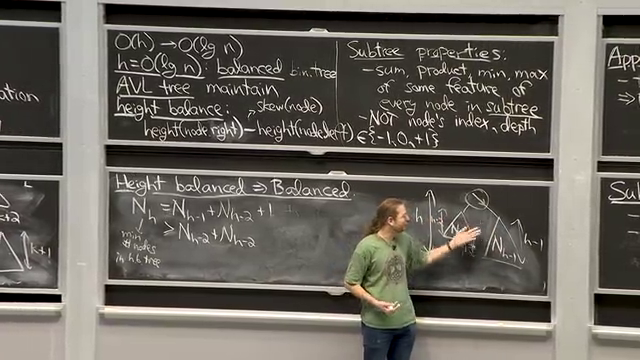 ation
O(h) → O(lg n)
h = O(lg n): balanced bin. tree
AVL tree maintain
height balance: skew(node)
height(node.right) - height(node.left) ∈ {-1, 0, +1}
Subtree properties:
- sum, product, min, max
of some feature of
every node in subtree
- NOT node's index, depth
App
k+2
k+1
Height balanced ⇒ Balanced
N_h = N_{h-1} + N_{h-2} + 1
≥ N_{h-2} + N_{h-2}
min
# nodes
in h.b. tree
h
N_{h-1}
h-1
Su